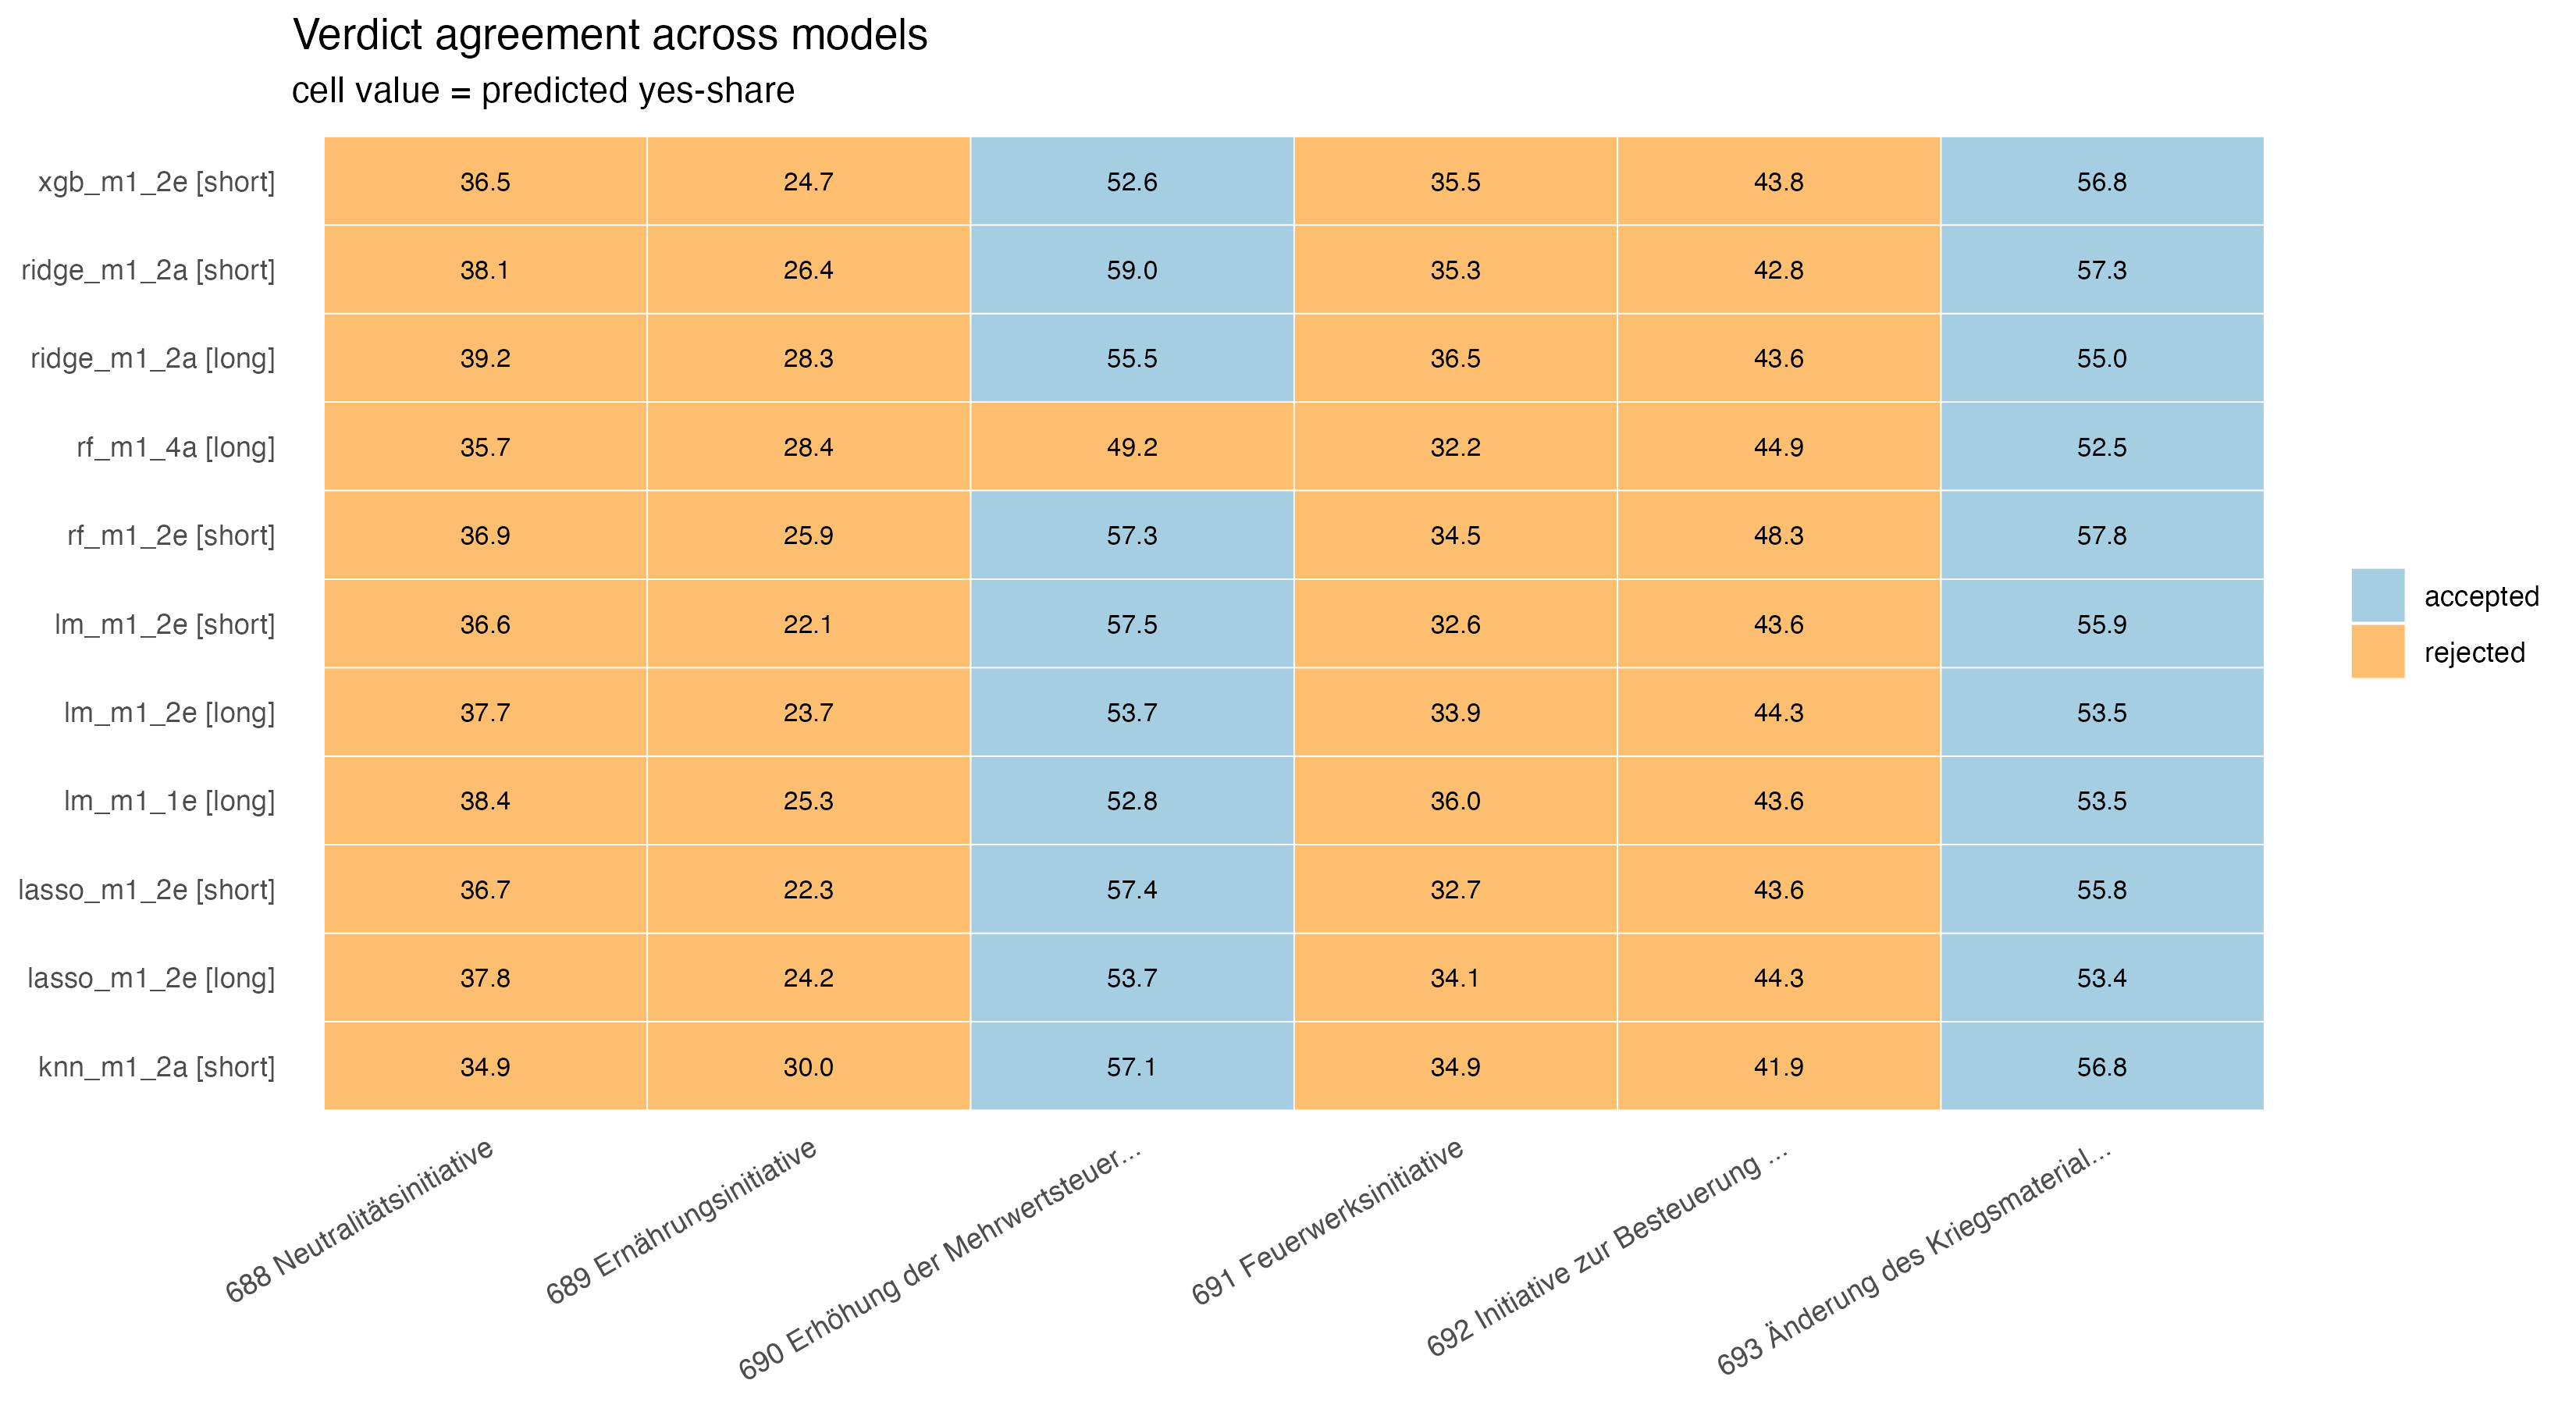 Verdict agreement across models
cell value = predicted yes-share
xgb_m1_2e [short] 36.5 24.7 52.6 35.5 43.8 56.8
ridge_m1_2a [short] 38.1 26.4 59.0 35.3 42.8 57.3
ridge_m1_2a [long] 39.2 28.3 55.5 36.5 43.6 55.0
rf_m1_4a [long] 35.7 28.4 49.2 32.2 44.9 52.5
rf_m1_2e [short] 36.9 25.9 57.3 34.5 48.3 57.8
lm_m1_2e [short] 36.6 22.1 57.5 32.6 43.6 55.9
lm_m1_2e [long] 37.7 23.7 53.7 33.9 44.3 53.5
lm_m1_1e [long] 38.4 25.3 52.8 36.0 43.6 53.5
lasso_m1_2e [short] 36.7 22.3 57.4 32.7 43.6 55.8
lasso_m1_2e [long] 37.8 24.2 53.7 34.1 44.3 53.4
knn_m1_2a [short] 34.9 30.0 57.1 34.9 41.9 56.8
688 Neutralitätsinitiative
689 Ernährungsinitiative
690 Erhöhung der Mehrwertsteuer...
691 Feuerwerksinitiative
692 Initiative zur Besteuerung ...
693 Änderung des Kriegsmaterial...
accepted
rejected